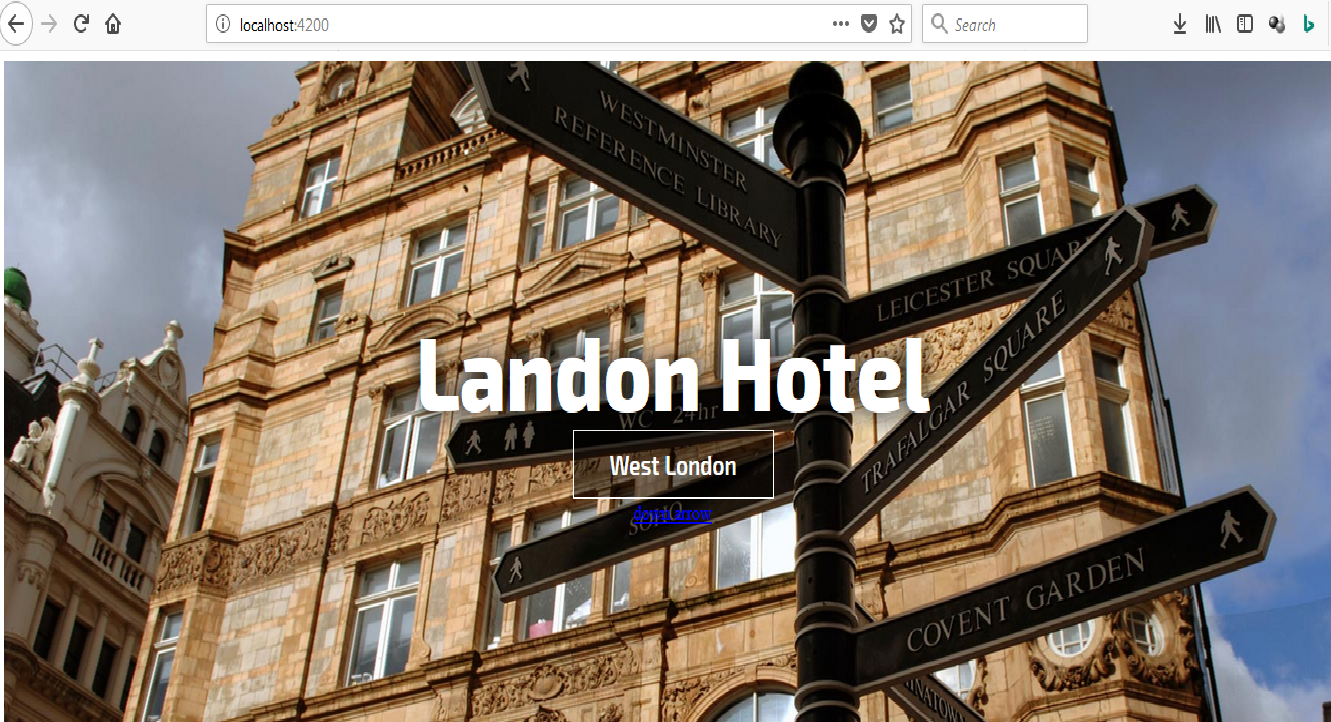 localhost:4200
Search
WESTMINSTER
REFERENCE LIBRARY
LEICESTER SQUARE
TRAFALGAR SQUARE
Landon Hotel
WC 24hr
West London
down arrow
SOHO
COVENT GARDEN